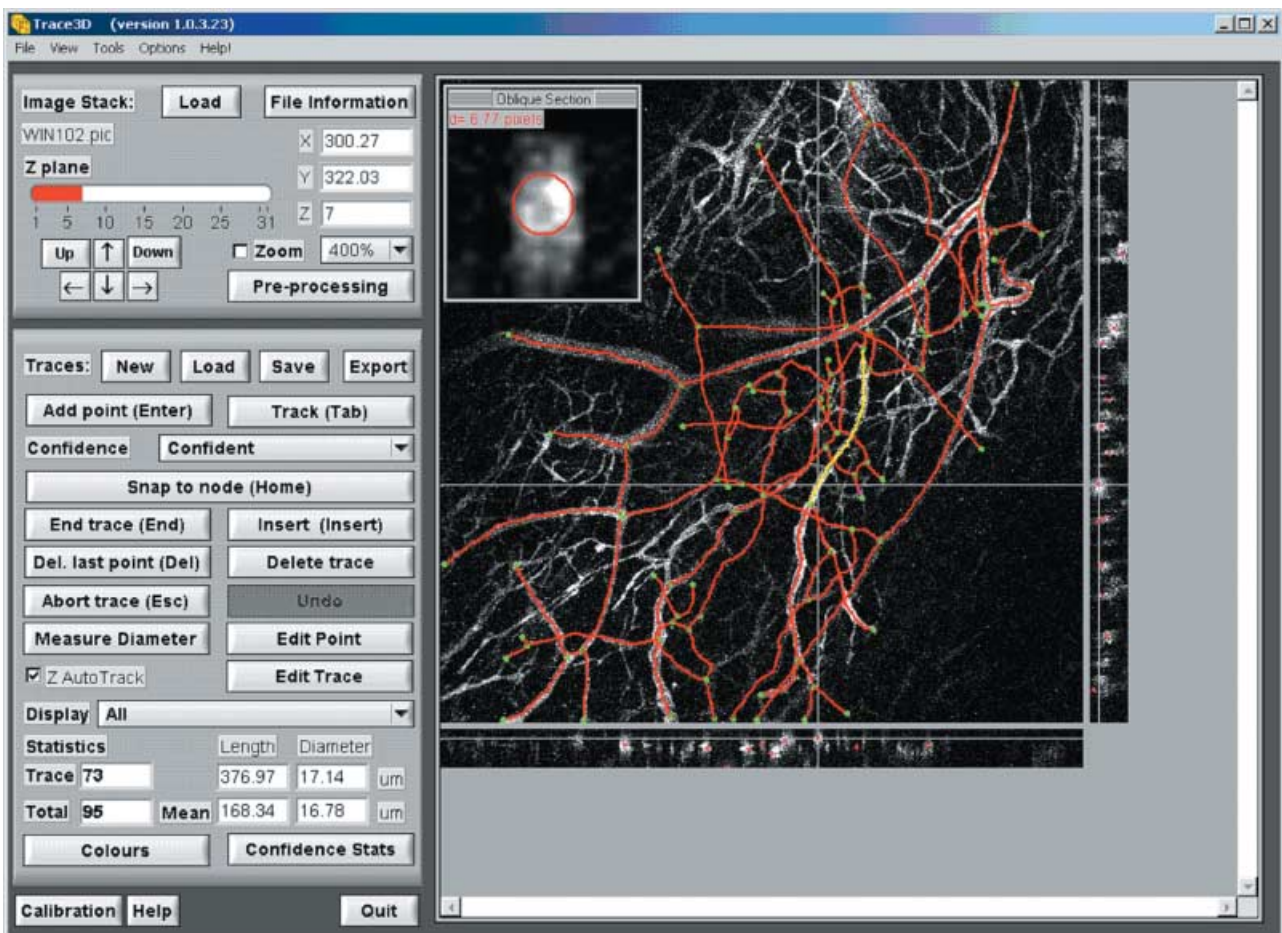 Trace3D (version 1.0.3.23)
File View Tools Options Help!
Image Stack: Load File Information
WIN102.pic X 300.27
Z plane Y 322.03
Z 7
1 5 10 15 20 25 31
Up ↑ Down Zoom 400%
← ↓ → Pre-processing
Traces: New Load Save Export
Add point (Enter) Track (Tab)
Confidence Confident
Snap to node (Home)
End trace (End) Insert (Insert)
Del. last point (Del) Delete trace
Abort trace (Esc) Undo
Measure Diameter Edit Point
Z AutoTrack Edit Trace
Display All
Statistics Length Diameter
Trace 73 376.97 17.14 um
Total 95 Mean 168.34 16.78 um
Colours Confidence Stats
Calibration Help Quit
Oblique Section
d= 6.77 pixels